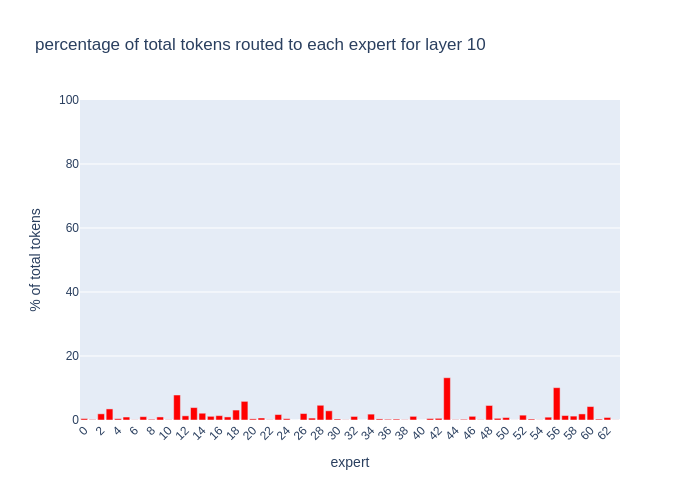 percentage of total tokens routed to each expert for layer 10
100
80
60
40
20
0
% of total tokens
0 2 4 6 8 10 12 14 16 18 20 22 24 26 28 30 32 34 36 38 40 42 44 46 48 50 52 54 56 58 60 62
expert